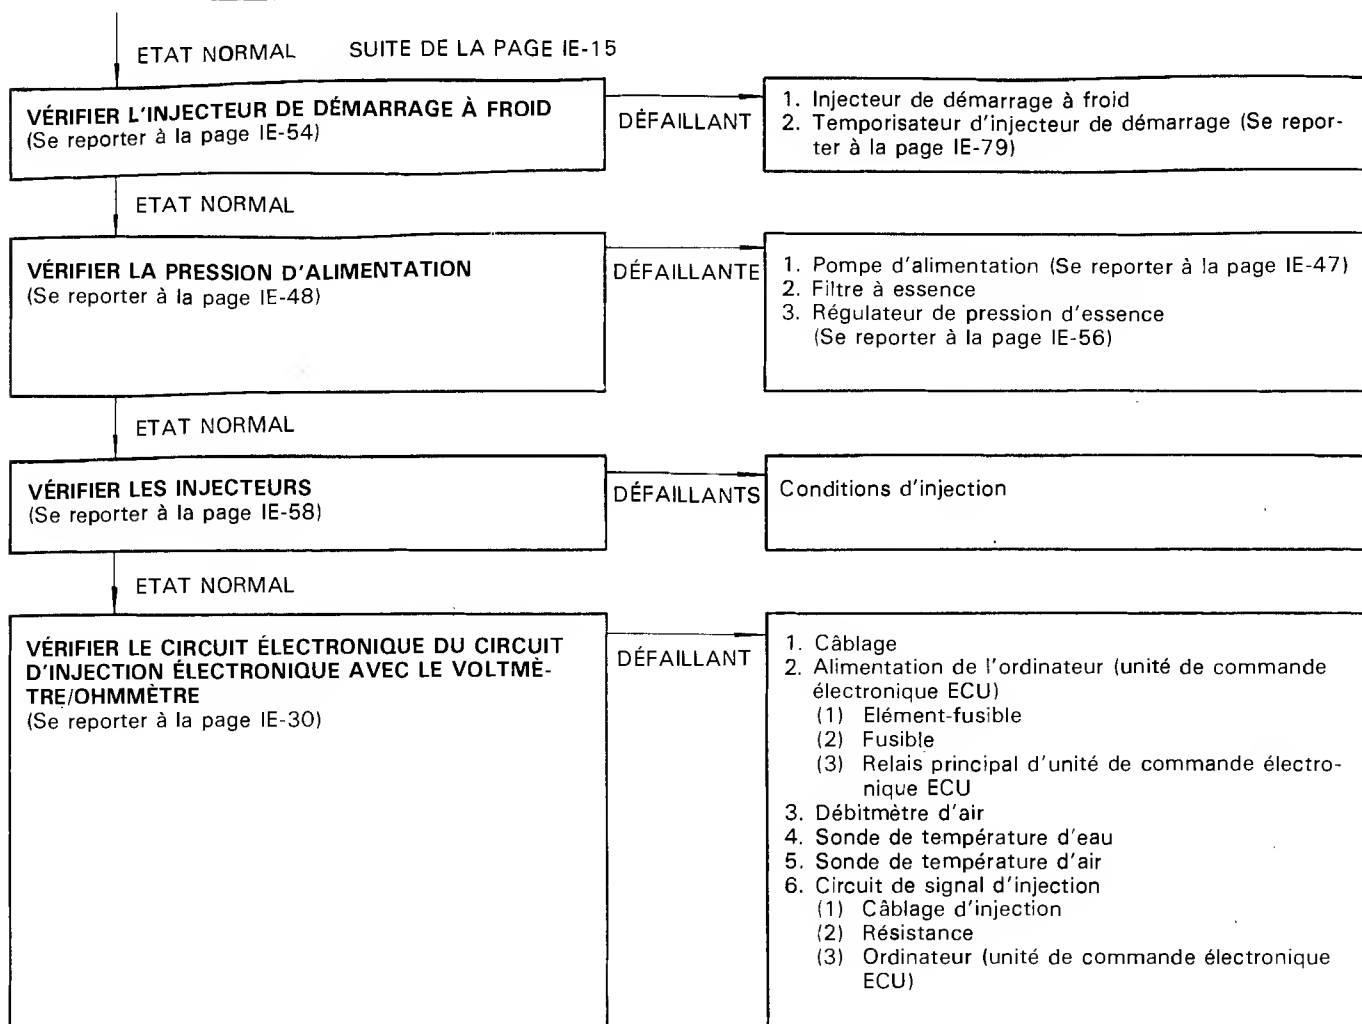 ETAT NORMAL SUITE DE LA PAGE IE-15
VÉRIFIER L'INJECTEUR DE DÉMARRAGE À FROID
(Se reporter à la page IE-54)
DÉFAILLANT
1. Injecteur de démarrage à froid
2. Temporisateur d'injecteur de démarrage (Se repor-
ter à la page IE-79)
ETAT NORMAL
VÉRIFIER LA PRESSION D'ALIMENTATION
(Se reporter à la page IE-48)
DÉFAILLANTE
1. Pompe d'alimentation (Se reporter à la page IE-47)
2. Filtre à essence
3. Régulateur de pression d'essence
(Se reporter à la page IE-56)
ETAT NORMAL
VÉRIFIER LES INJECTEURS
(Se reporter à la page IE-58)
DÉFAILLANTS
Conditions d'injection
ETAT NORMAL
VÉRIFIER LE CIRCUIT ÉLECTRONIQUE DU CIRCUIT
D'INJECTION ÉLECTRONIQUE AVEC LE VOLTMÈ-
TRE/OHMMÈTRE
(Se reporter à la page IE-30)
DÉFAILLANT
1. Câblage
2. Alimentation de l'ordinateur (unité de commande
électronique ECU)
(1) Elément-fusible
(2) Fusible
(3) Relais principal d'unité de commande électro-
nique ECU
3. Débitmètre d'air
4. Sonde de température d'eau
5. Sonde de température d'air
6. Circuit de signal d'injection
(1) Câblage d'injection
(2) Résistance
(3) Ordinateur (unité de commande électronique
ECU)